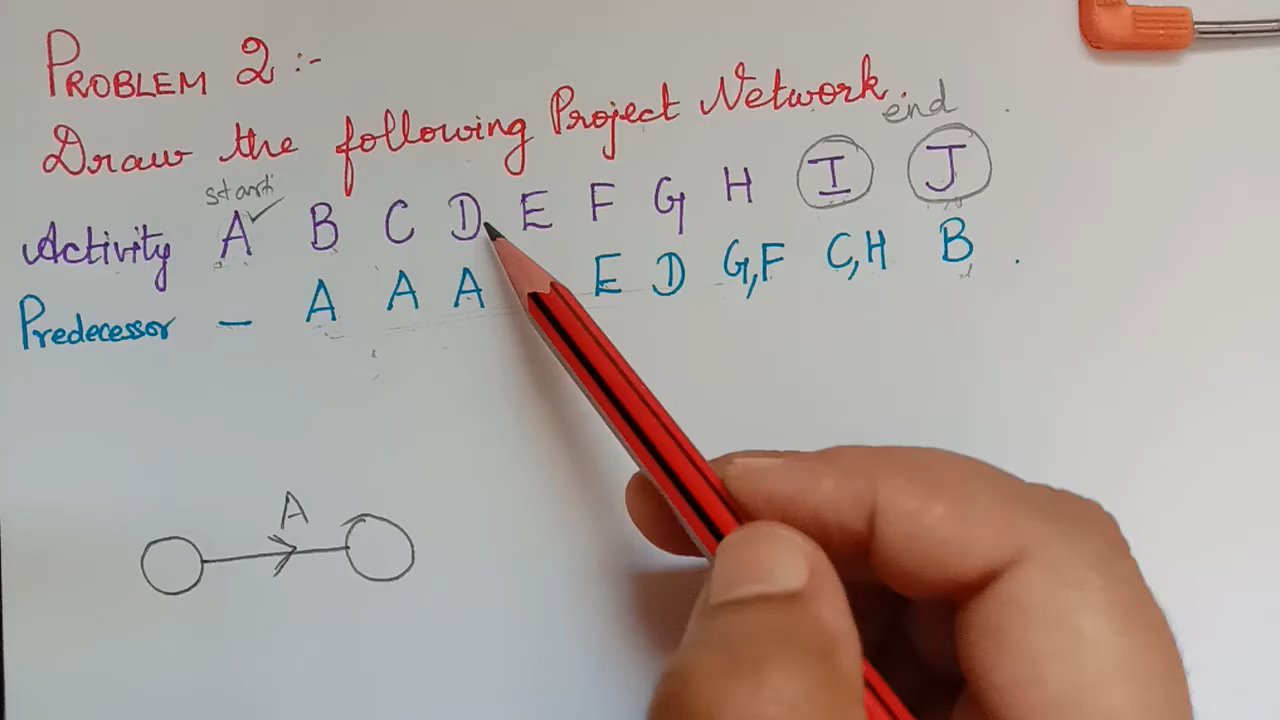 PROBLEM 2 :-
Draw the following Project Network.
start end
Activity A ✓ B C D E F G H I J
Predecessor - A A A E D G,F C,H B .
A